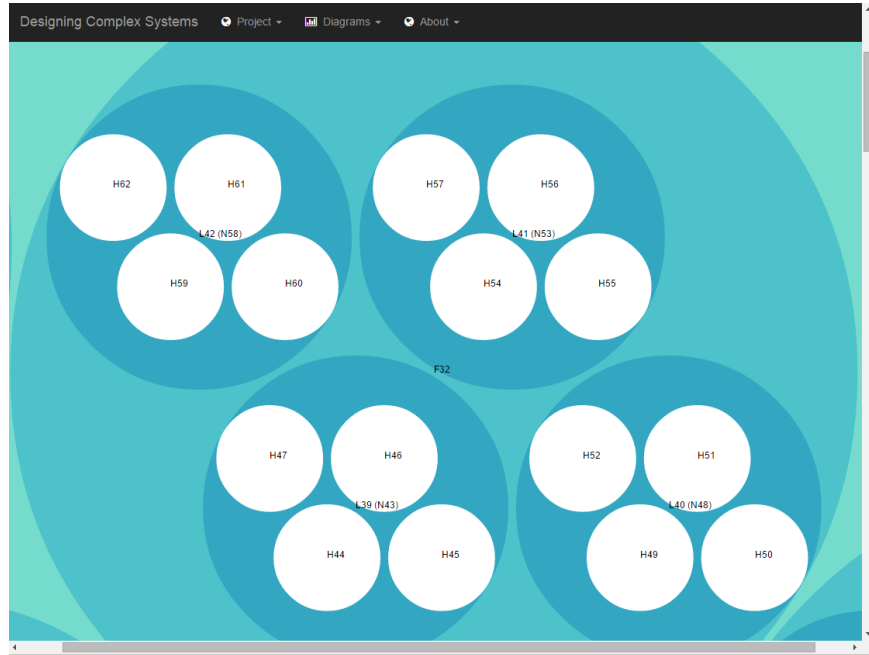 Designing Complex Systems Project Diagrams About
H62 H61 H57 H56
L42 (N58) L41 (N53)
H59 H60 H54 H55
F32
H47 H46 H52 H51
L39 (N43) L40 (N48)
H44 H45 H49 H50